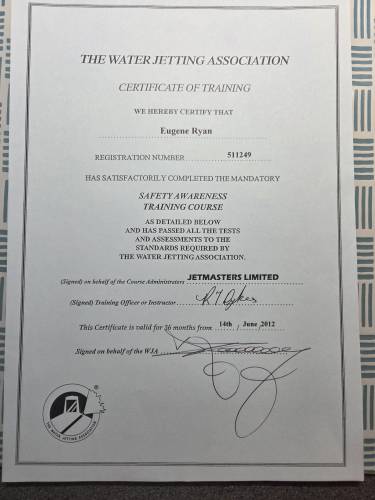 THE WATER JETTING ASSOCIATION
CERTIFICATE OF TRAINING
WE HEREBY CERTIFY THAT
Eugene Ryan
REGISTRATION NUMBER 511249
HAS SATISFACTORILY COMPLETED THE MANDATORY
SAFETY AWARENESS
TRAINING COURSE
AS DETAILED BELOW
AND HAS PASSED ALL THE TESTS
AND ASSESSMENTS TO THE
STANDARDS REQUIRED BY
THE WATER JETTING ASSOCIATION.
(Signed) on behalf of the Course Administrators JETMASTERS LIMITED
(Signed) Training Officer or Instructor
This Certificate is valid for 36 months from 14th, June, 2012
Signed on behalf of the WJA
THE WATER JETTING ASSOCIATION